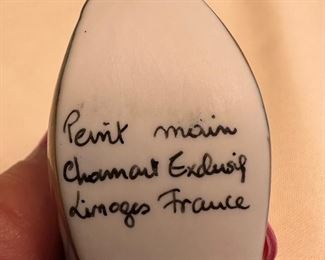 Peint main
Chamart Exclusif
Limoges France